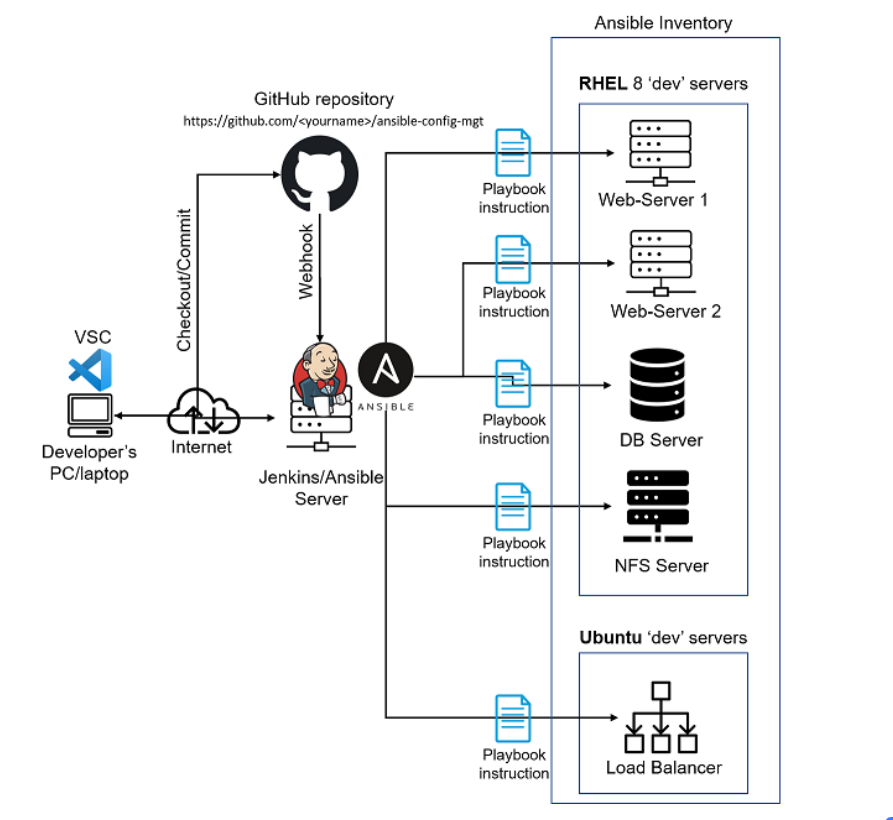 Ansible Inventory
RHEL 8 ‘dev’ servers
GitHub repository
https://github.com/<yourname>/ansible-config-mgt
Playbook
instruction
Web-Server 1
Checkout/Commit
Webhook
Playbook
instruction
Web-Server 2
VSC
ANSIBLE
Playbook
instruction
DB Server
Internet
Developer’s
PC/laptop
Jenkins/Ansible
Server
Playbook
instruction
NFS Server
Ubuntu ‘dev’ servers
Playbook
instruction
Load Balancer